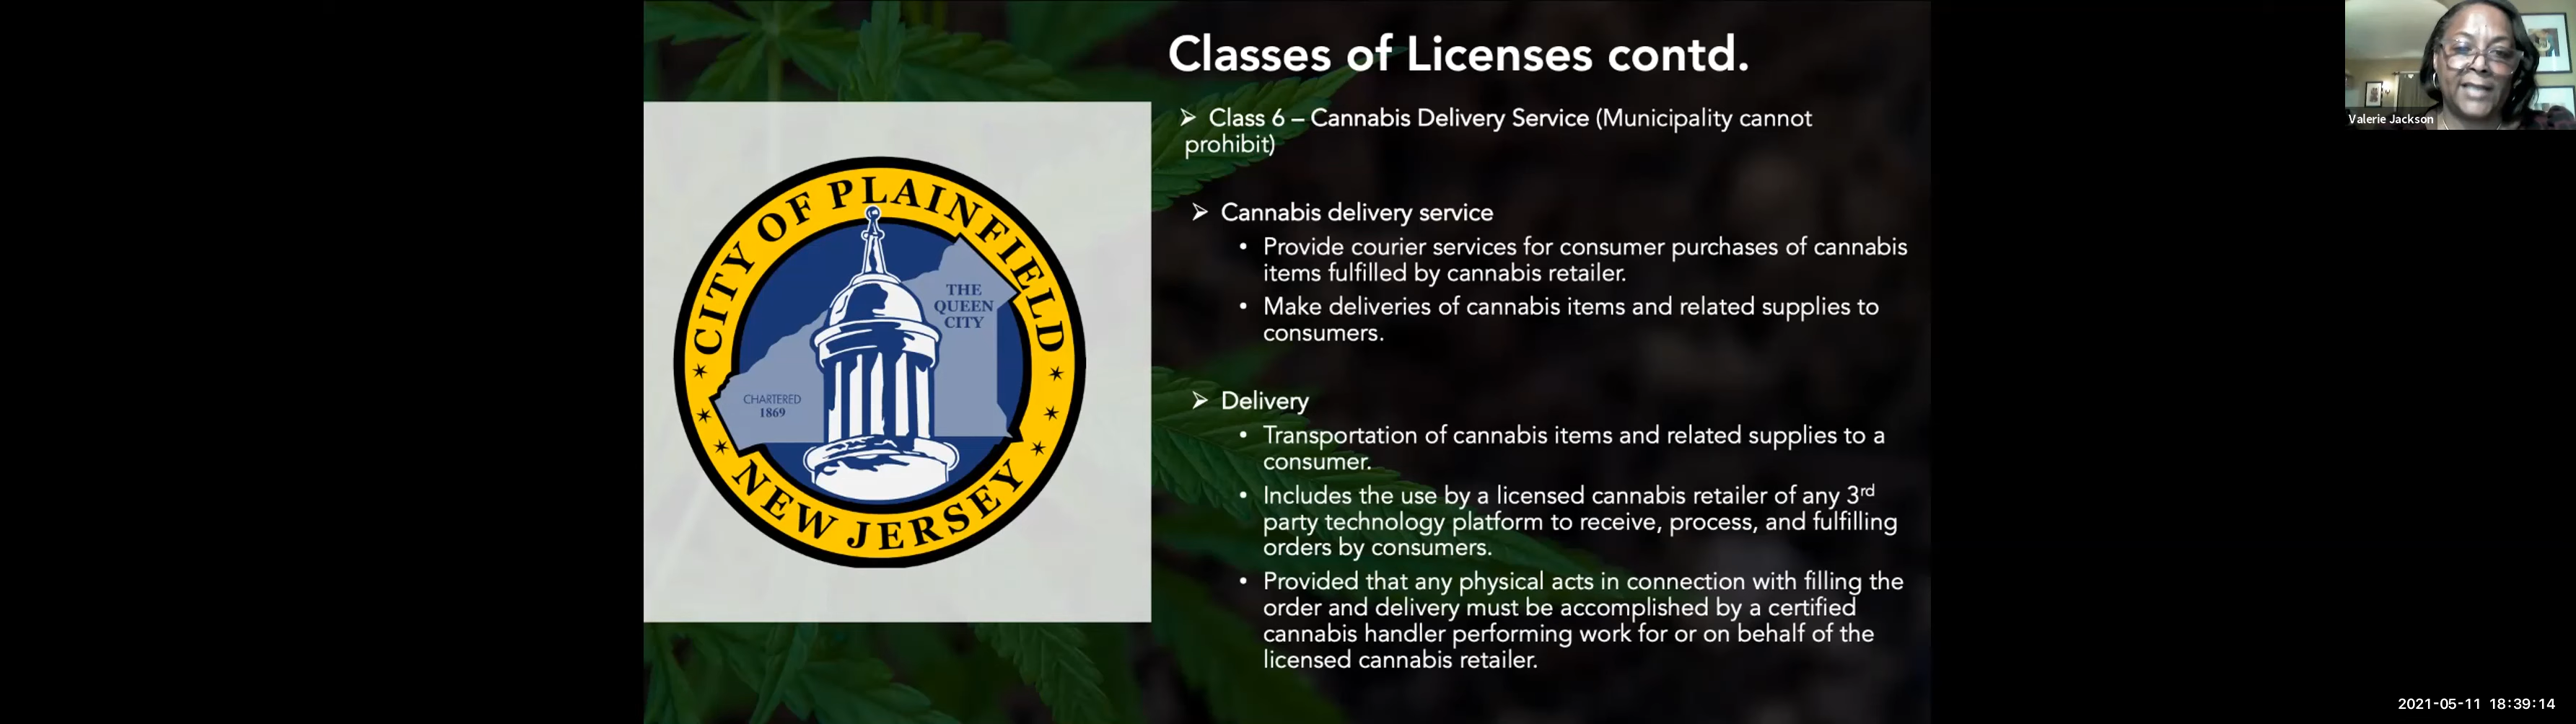 Classes of Licenses contd.
➢ Class 6 – Cannabis Delivery Service (Municipality cannot
prohibit)
➢ Cannabis delivery service
• Provide courier services for consumer purchases of cannabis
items fulfilled by cannabis retailer.
• Make deliveries of cannabis items and related supplies to
consumers.
➢ Delivery
• Transportation of cannabis items and related supplies to a
consumer.
• Includes the use by a licensed cannabis retailer of any 3rd
party technology platform to receive, process, and fulfilling
orders by consumers.
• Provided that any physical acts in connection with filling the
order and delivery must be accomplished by a certified
cannabis handler performing work for or on behalf of the
licensed cannabis retailer.
CITY OF PLAINFIELD
THE
QUEEN
CITY
CHARTERED
1869
NEW JERSEY
Valerie Jackson
2021-05-11 18:39:14